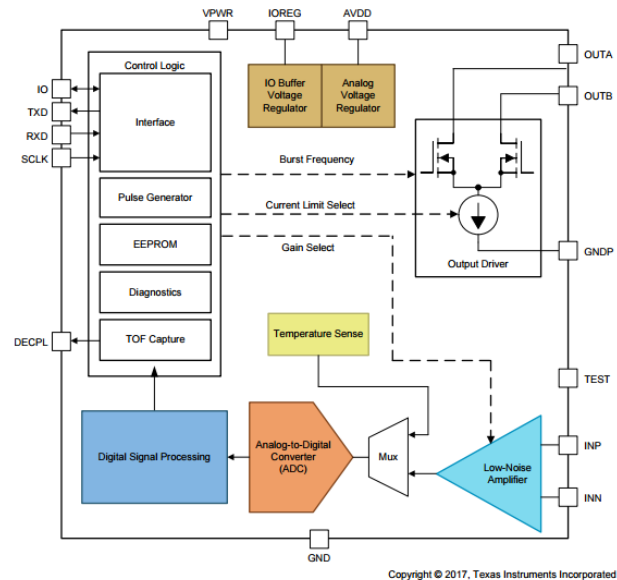 VPWR
IOREG
AVDD
OUTA
OUTB
GNDP
TEST
INP
INN
GND
IO
TXD
RXD
SCLK
DECPL
Control Logic
Interface
Pulse Generator
EEPROM
Diagnostics
TOF Capture
IO Buffer
Voltage
Regulator
Analog
Voltage
Regulator
Burst Frequency
Current Limit Select
Gain Select
Output Driver
Temperature Sense
Digital Signal Processing
Analog-to-Digital
Converter
(ADC)
Mux
Low-Noise
Amplifier
Copyright © 2017, Texas Instruments Incorporated